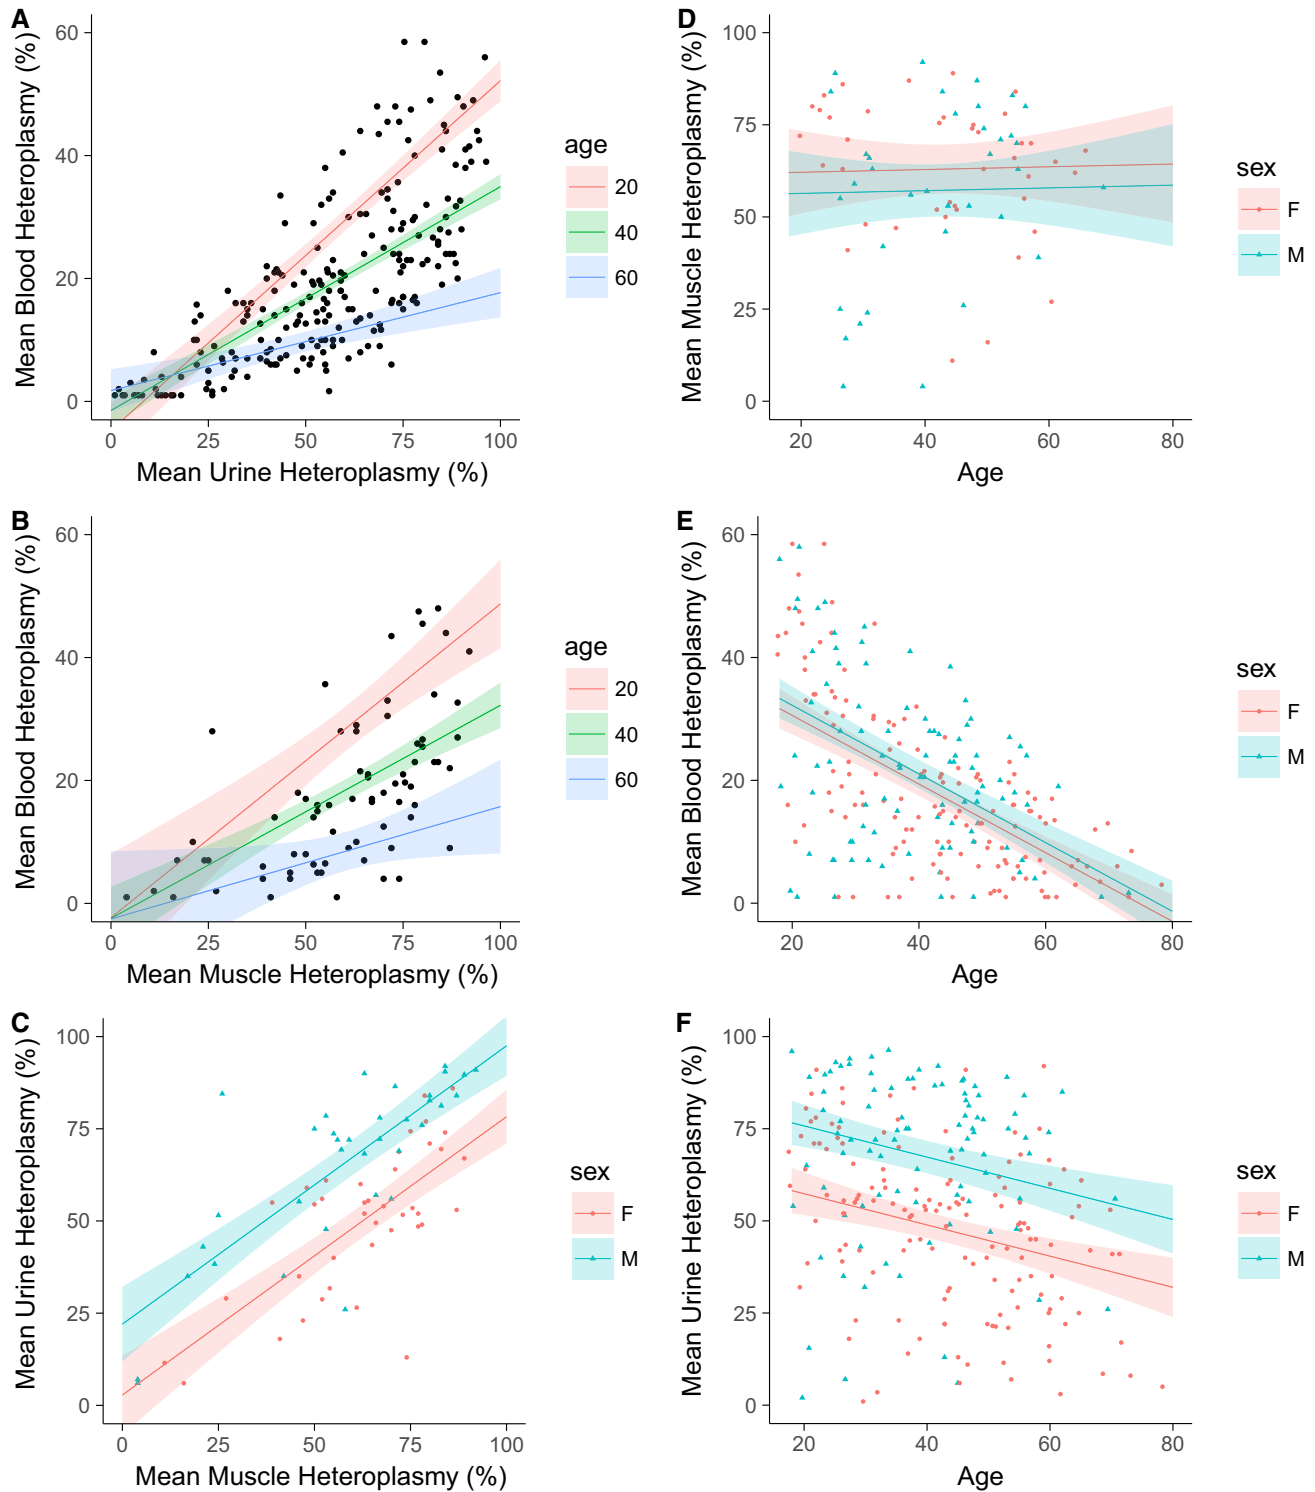 A
Mean Blood Heteroplasmy (%)
60
40
20
0
0 25 50 75 100
Mean Urine Heteroplasmy (%)
age
20
40
60
D
Mean Muscle Heteroplasmy (%)
100
75
50
25
0
20 40 60 80
Age
sex
F
M
B
Mean Blood Heteroplasmy (%)
60
40
20
0
0 25 50 75 100
Mean Muscle Heteroplasmy (%)
age
20
40
60
E
Mean Blood Heteroplasmy (%)
60
40
20
0
20 40 60 80
Age
sex
F
M
C
Mean Urine Heteroplasmy (%)
100
75
50
25
0
0 25 50 75 100
Mean Muscle Heteroplasmy (%)
sex
F
M
F
Mean Urine Heteroplasmy (%)
100
75
50
25
0
20 40 60 80
Age
sex
F
M